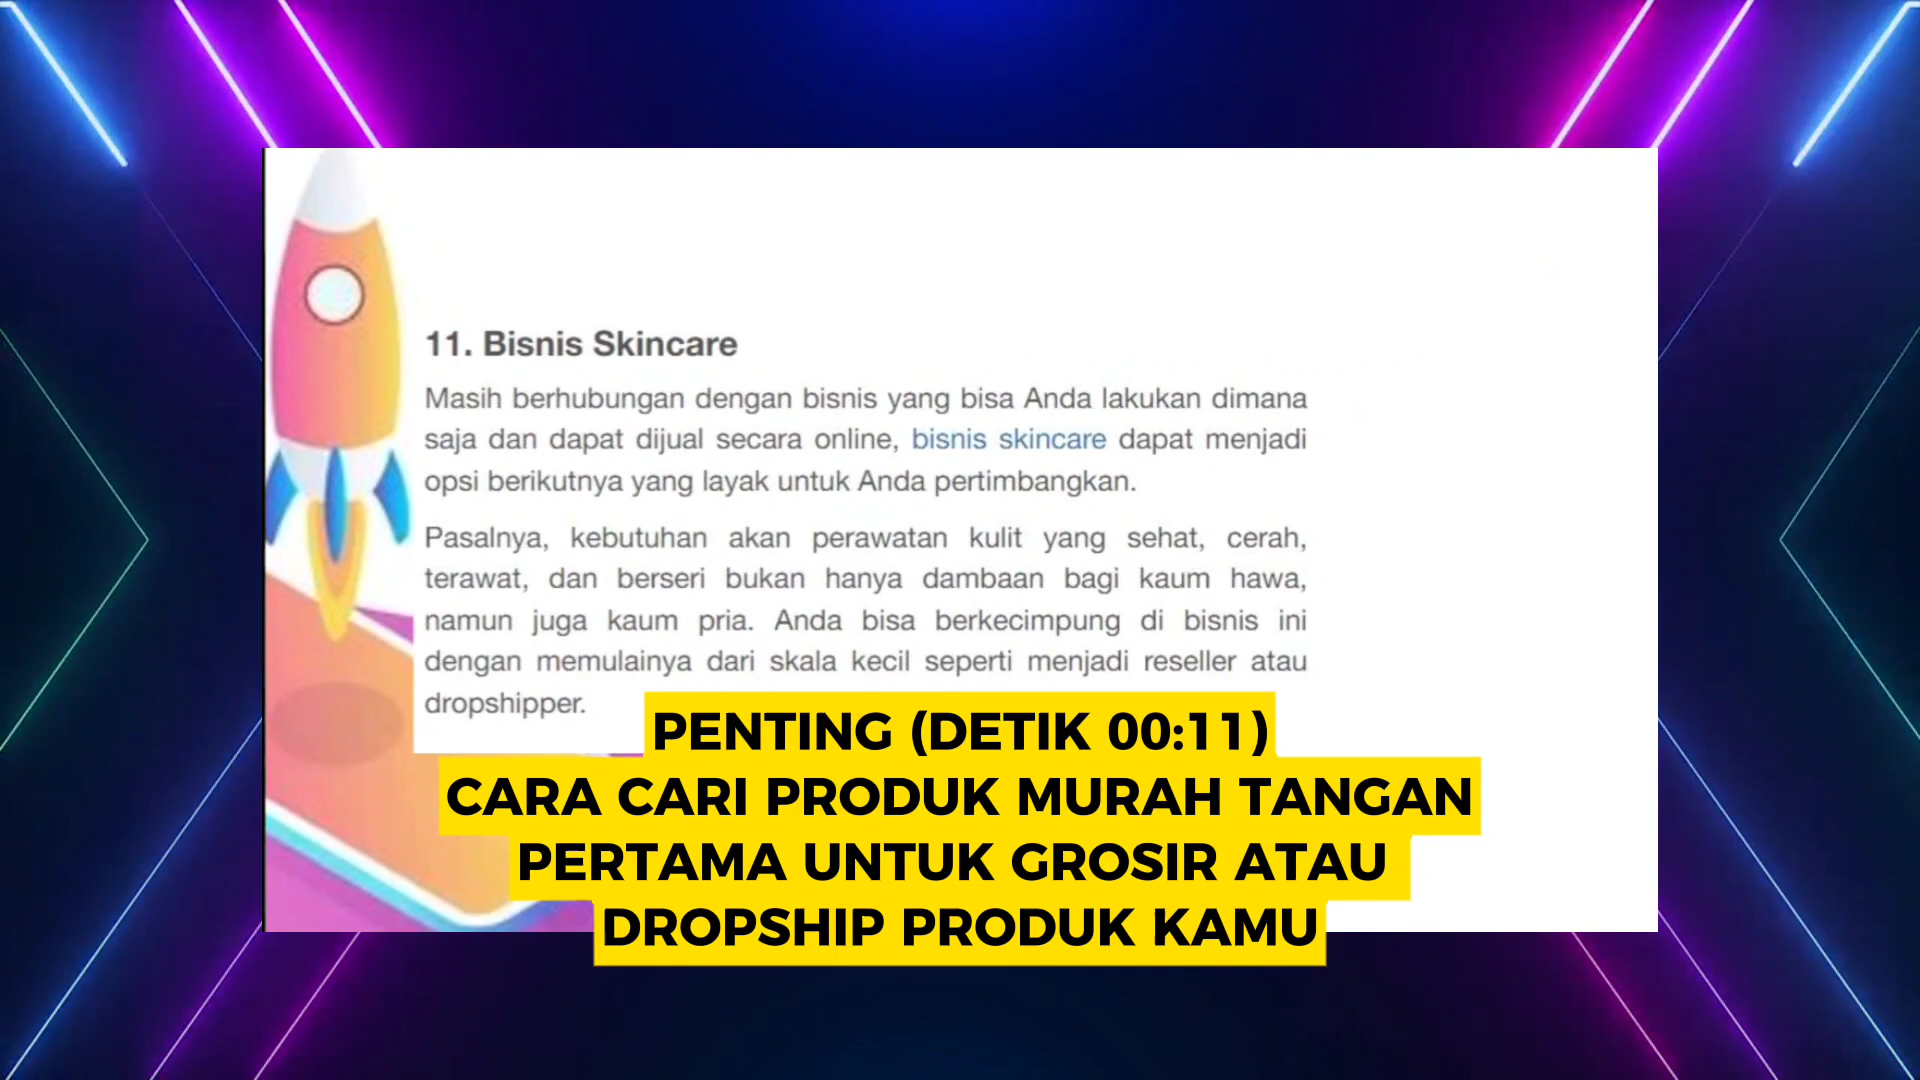 11. Bisnis Skincare
Masih berhubungan dengan bisnis yang bisa Anda lakukan dimana
saja dan dapat dijual secara online, bisnis skincare dapat menjadi
opsi berikutnya yang layak untuk Anda pertimbangkan.
Pasalnya, kebutuhan akan perawatan kulit yang sehat, cerah,
terawat, dan berseri bukan hanya dambaan bagi kaum hawa,
namun juga kaum pria. Anda bisa berkecimpung di bisnis ini
dengan memulainya dari skala kecil seperti menjadi reseller atau
dropshipper.
PENTING (DETIK 00:11)
CARA CARI PRODUK MURAH TANGAN
PERTAMA UNTUK GROSIR ATAU
DROPSHIP PRODUK KAMU